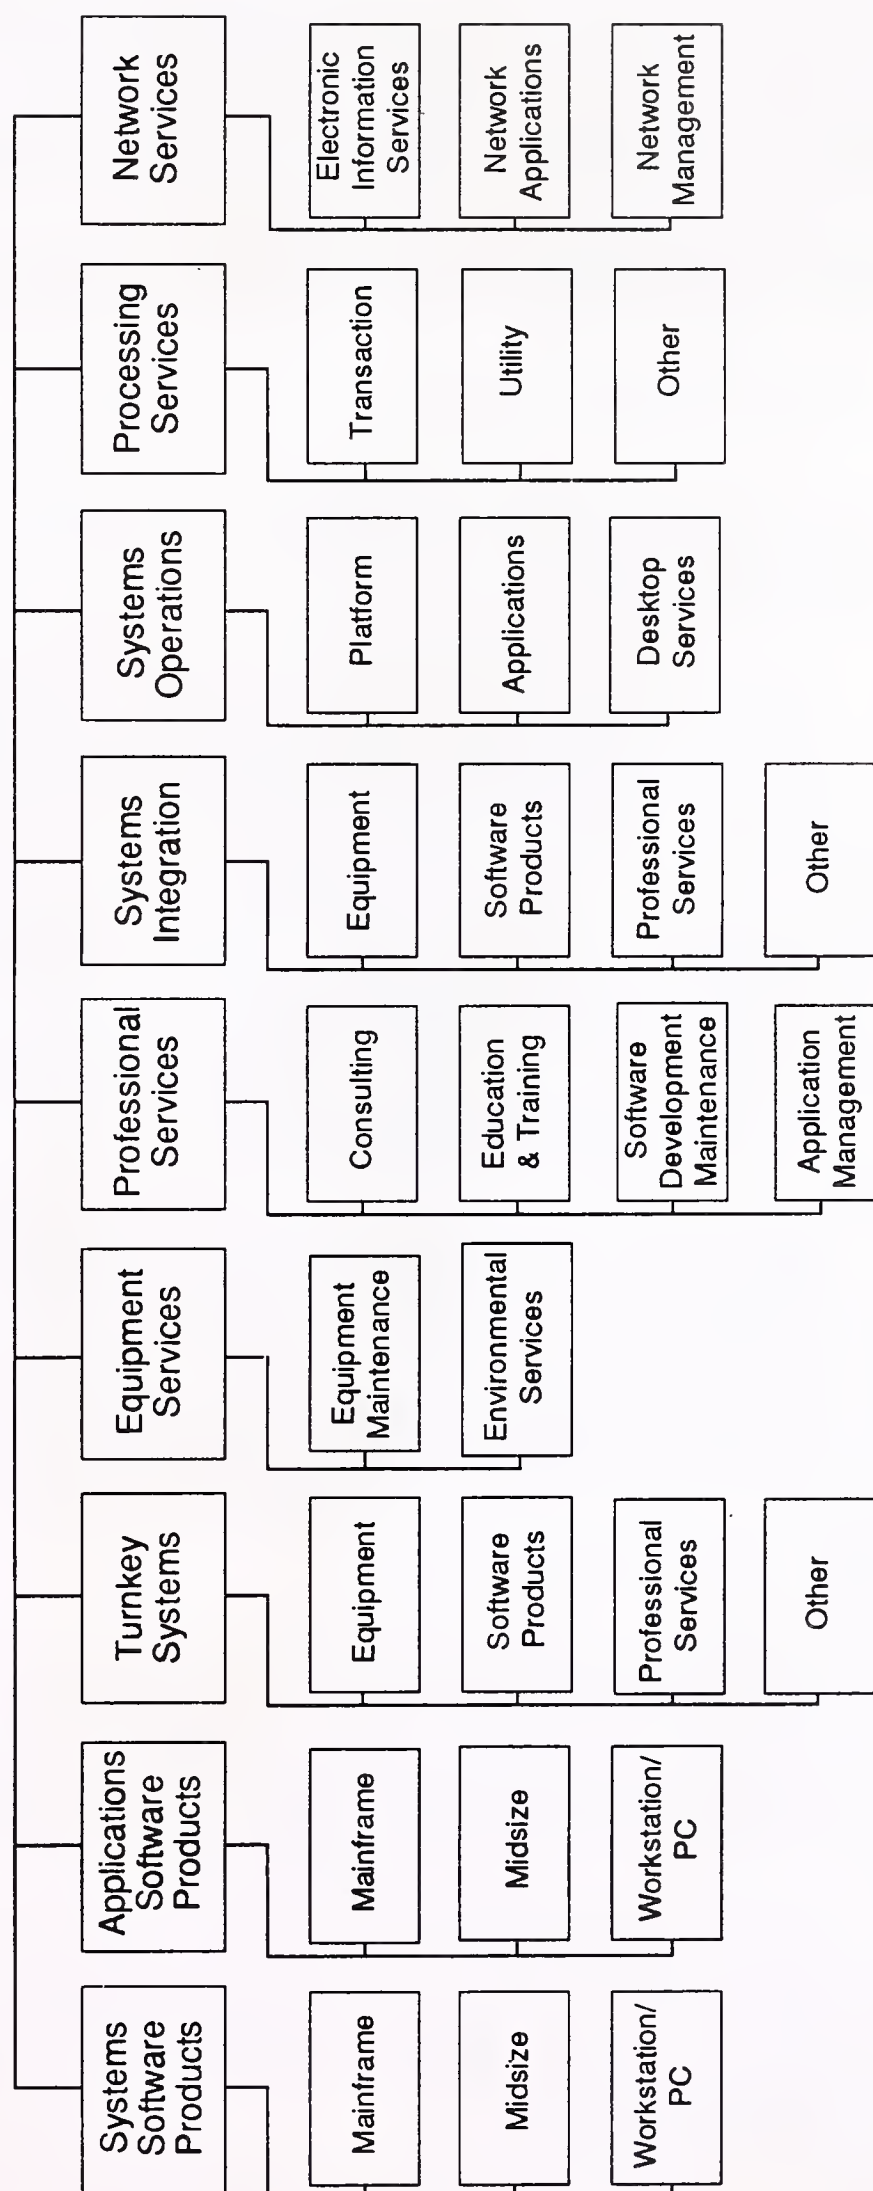 Systems
Software
Products
Mainframe
Midsize
Workstation/
PC
Applications
Software
Products
Mainframe
Midsize
Workstation/
PC
Turnkey
Systems
Equipment
Software
Products
Professional
Services
Other
Equipment
Services
Equipment
Maintenance
Environmental
Services
Professional
Services
Consulting
Education
& Training
Software
Development
Maintenance
Application
Management
Systems
Integration
Equipment
Software
Products
Professional
Services
Other
Systems
Operations
Platform
Applications
Desktop
Services
Processing
Services
Transaction
Utility
Other
Network
Services
Electronic
Information
Services
Network
Applications
Network
Management